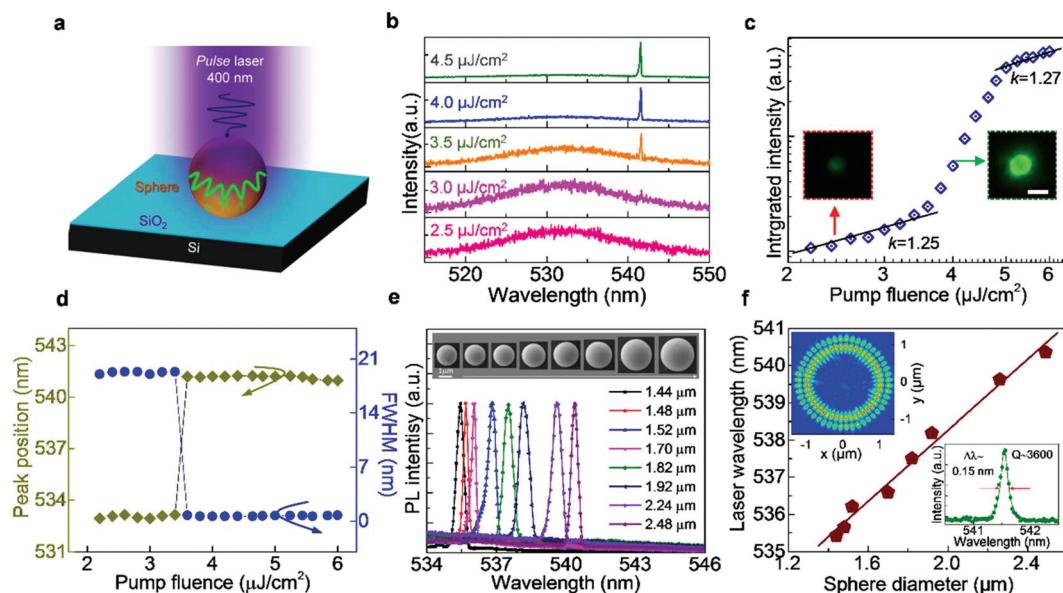 a
Pulse laser
400 nm
Sphere
SiO2
Si
b
4.5 μJ/cm2
4.0 μJ/cm2
3.5 μJ/cm2
3.0 μJ/cm2
2.5 μJ/cm2
Intensity(a.u.)
520 530 540 550
Wavelength (nm)
c
Intrgrated intensity (a.u.)
k=1.27
k=1.25
2 3 4 5 6
Pump fluence (μJ/cm2)
d
Peak position (nm)
543
541
539
537
535
533
531
21
14
7
0
FWHM (nm)
2 3 4 5 6
Pump fluence (μJ/cm2)
e
PL intentisy (a.u.)
1μm
1.44 μm
1.48 μm
1.52 μm
1.70 μm
1.82 μm
1.92 μm
2.24 μm
2.48 μm
534 537 540 543 546
Wavelength (nm)
f
Laser wavelength (nm)
541
540
539
538
537
536
535
1
0
-1
y (μm)
-1 0 1
x (μm)
Δλ~
0.15 nm
Q~3600
Intensity (a.u.)
541 542
Wavelength (nm)
1.2 1.6 2.0 2.4
Sphere diameter (μm)